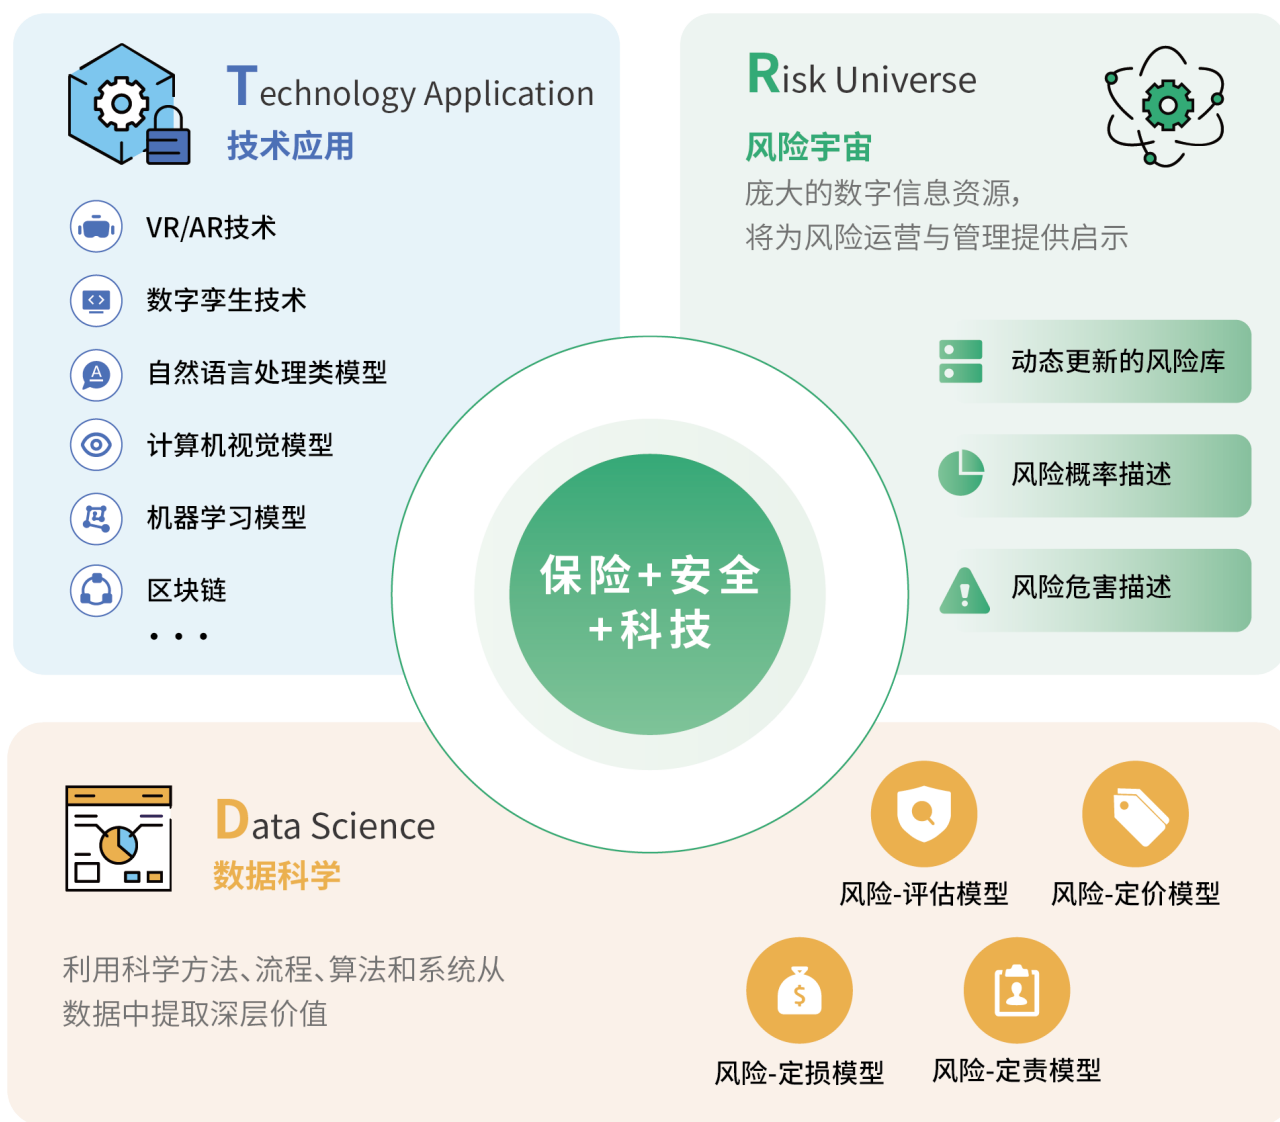 Technology Application
技术应用
VR/AR技术
数字孪生技术
自然语言处理类模型
计算机视觉模型
机器学习模型
区块链
• • •
Risk Universe
风险宇宙
庞大的数字信息资源，
将为风险运营与管理提供启示
动态更新的风险库
风险概率描述
风险危害描述
保险+安全
+科技
Data Science
数据科学
利用科学方法、流程、算法和系统从
数据中提取深层价值
风险-评估模型
风险-定价模型
风险-定损模型
风险-定责模型